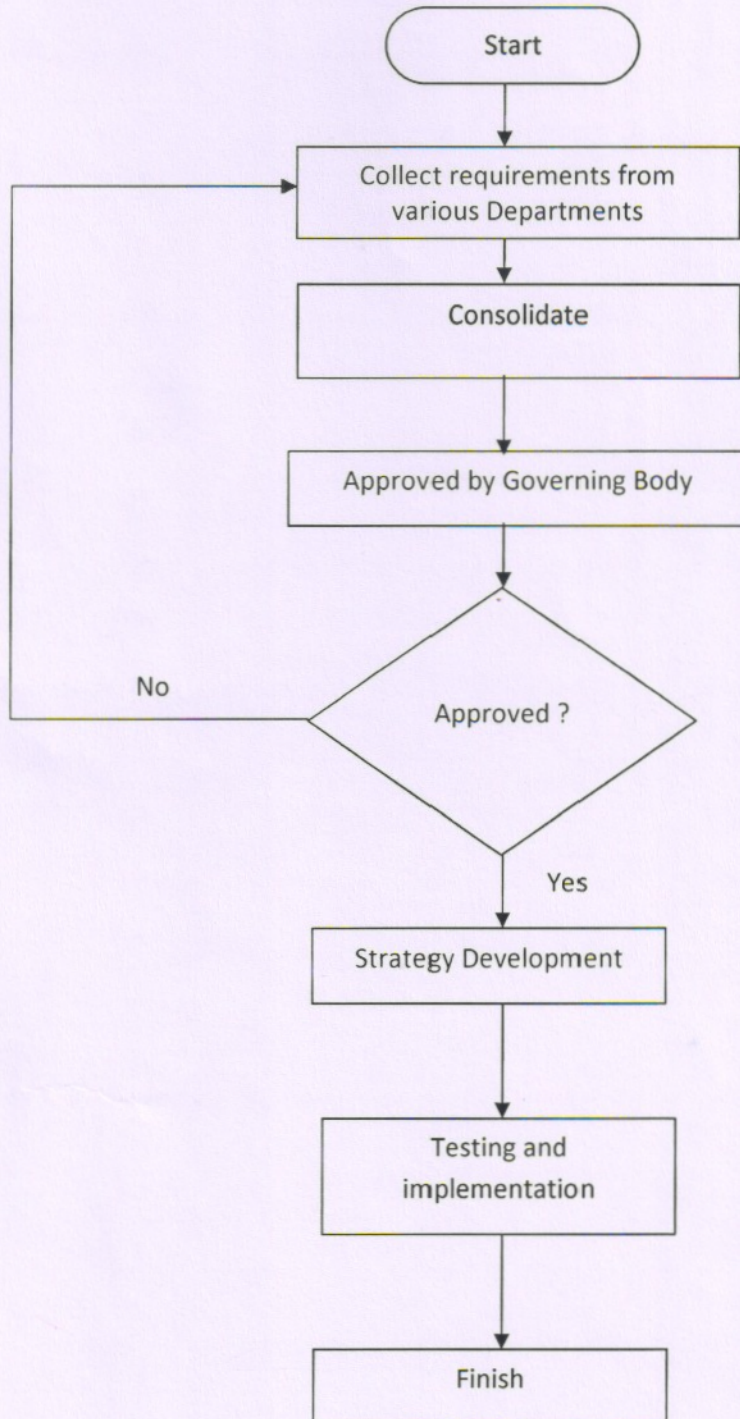 Start
Collect requirements from
various Departments
Consolidate
Approved by Governing Body
Approved ?
No
Yes
Strategy Development
Testing and
implementation
Finish